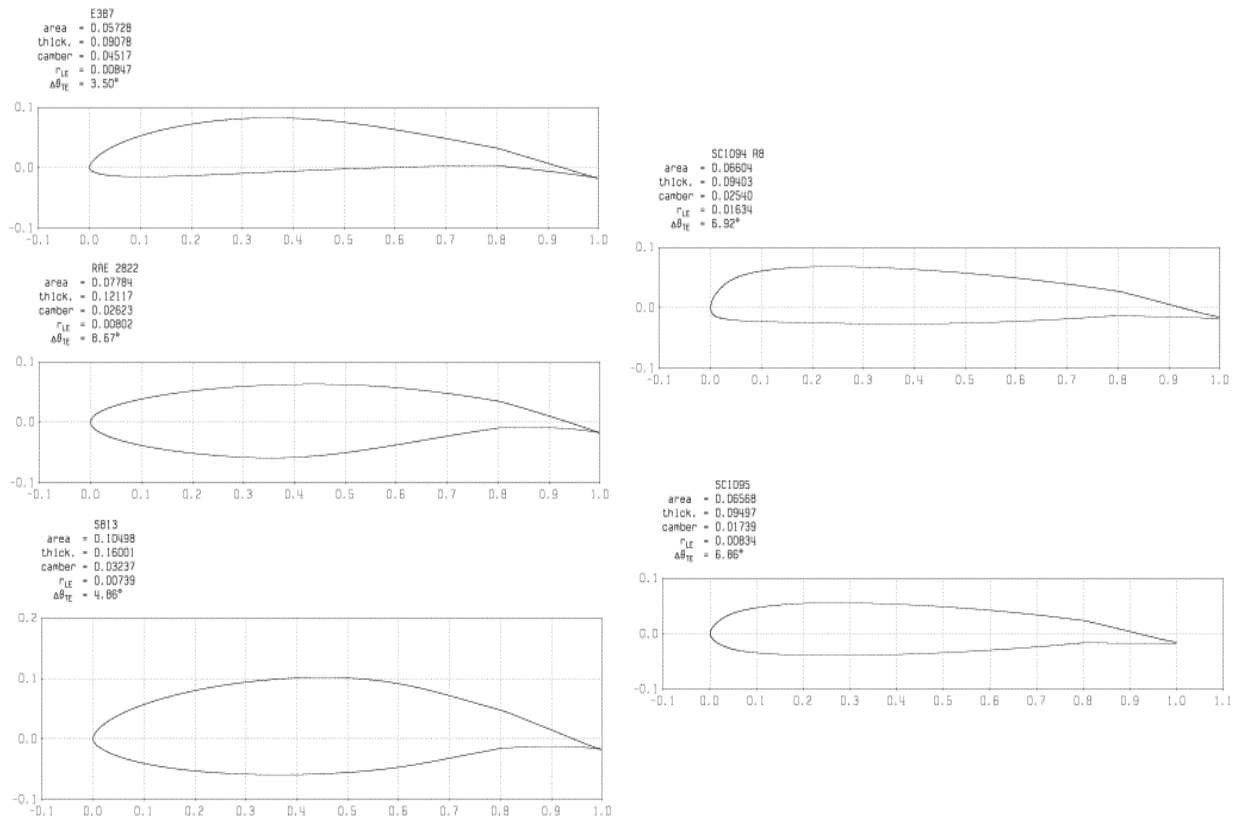 E387
area = 0.05728
thick. = 0.09078
camber = 0.04517
rLE = 0.00847
ΔθTE = 3.50°
0.1
0.0
-0.1
-0.1 0.0 0.1 0.2 0.3 0.4 0.5 0.6 0.7 0.8 0.9 1.0
RAE 2822
area = 0.07784
thick. = 0.12117
camber = 0.02623
rLE = 0.00802
ΔθTE = 8.67°
0.1
0.0
-0.1
-0.1 0.0 0.1 0.2 0.3 0.4 0.5 0.6 0.7 0.8 0.9 1.0
SB13
area = 0.10498
thick. = 0.16001
camber = 0.03237
rLE = 0.00739
ΔθTE = 4.86°
0.2
0.1
0.0
-0.1
-0.1 0.0 0.1 0.2 0.3 0.4 0.5 0.6 0.7 0.8 0.9 1.0
SC1094 R8
area = 0.06604
thick. = 0.09403
camber = 0.02540
rLE = 0.01634
ΔθTE = 6.92°
0.1
0.0
-0.1
-0.1 0.0 0.1 0.2 0.3 0.4 0.5 0.6 0.7 0.8 0.9 1.0
SC1095
area = 0.06568
thick. = 0.09497
camber = 0.01739
rLE = 0.00834
ΔθTE = 6.86°
0.1
0.0
-0.1
-0.1 0.0 0.1 0.2 0.3 0.4 0.5 0.6 0.7 0.8 0.9 1.0 1.1